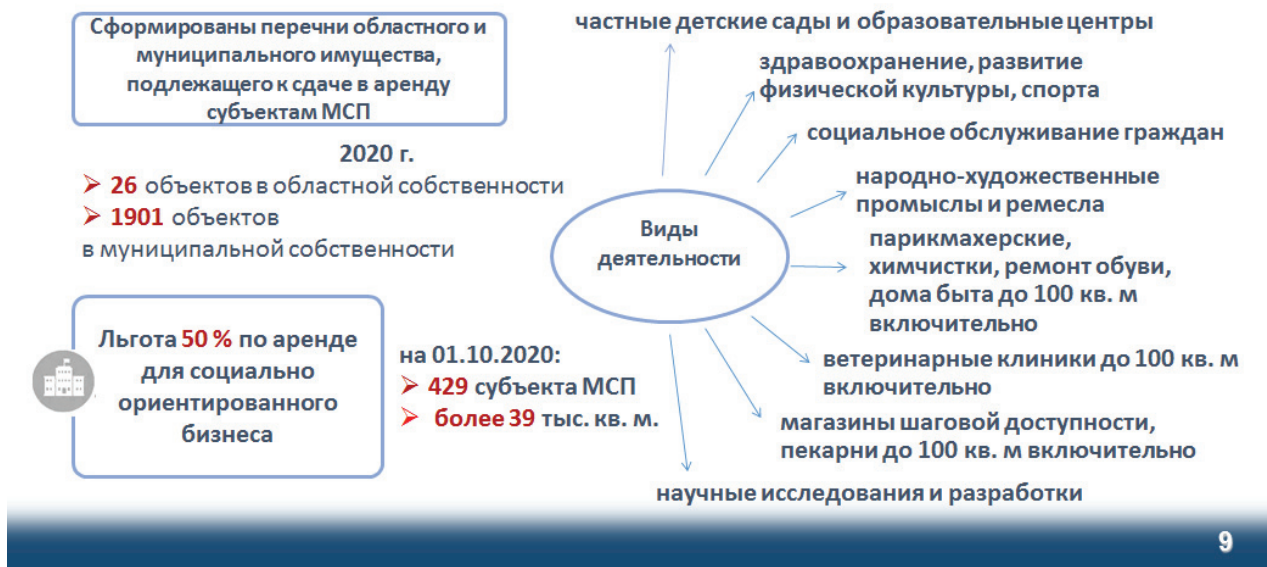 Сформированы перечни областного и
муниципального имущества,
подлежащего к сдаче в аренду
субъектам МСП
2020 г.
➤ 26 объектов в областной собственности
➤ 1901 объектов
в муниципальной собственности
Льгота 50 % по аренде
для социально
ориентированного
бизнеса
на 01.10.2020:
➤ 429 субъекта МСП
➤ более 39 тыс. кв. м.
Виды
деятельности
частные детские сады и образовательные центры
здравоохранение, развитие
физической культуры, спорта
социальное обслуживание граждан
народно-художественные
промыслы и ремесла
парикмахерские,
химчистки, ремонт обуви,
дома быта до 100 кв. м
включительно
ветеринарные клиники до 100 кв. м
включительно
магазины шаговой доступности,
пекарни до 100 кв. м включительно
научные исследования и разработки
9